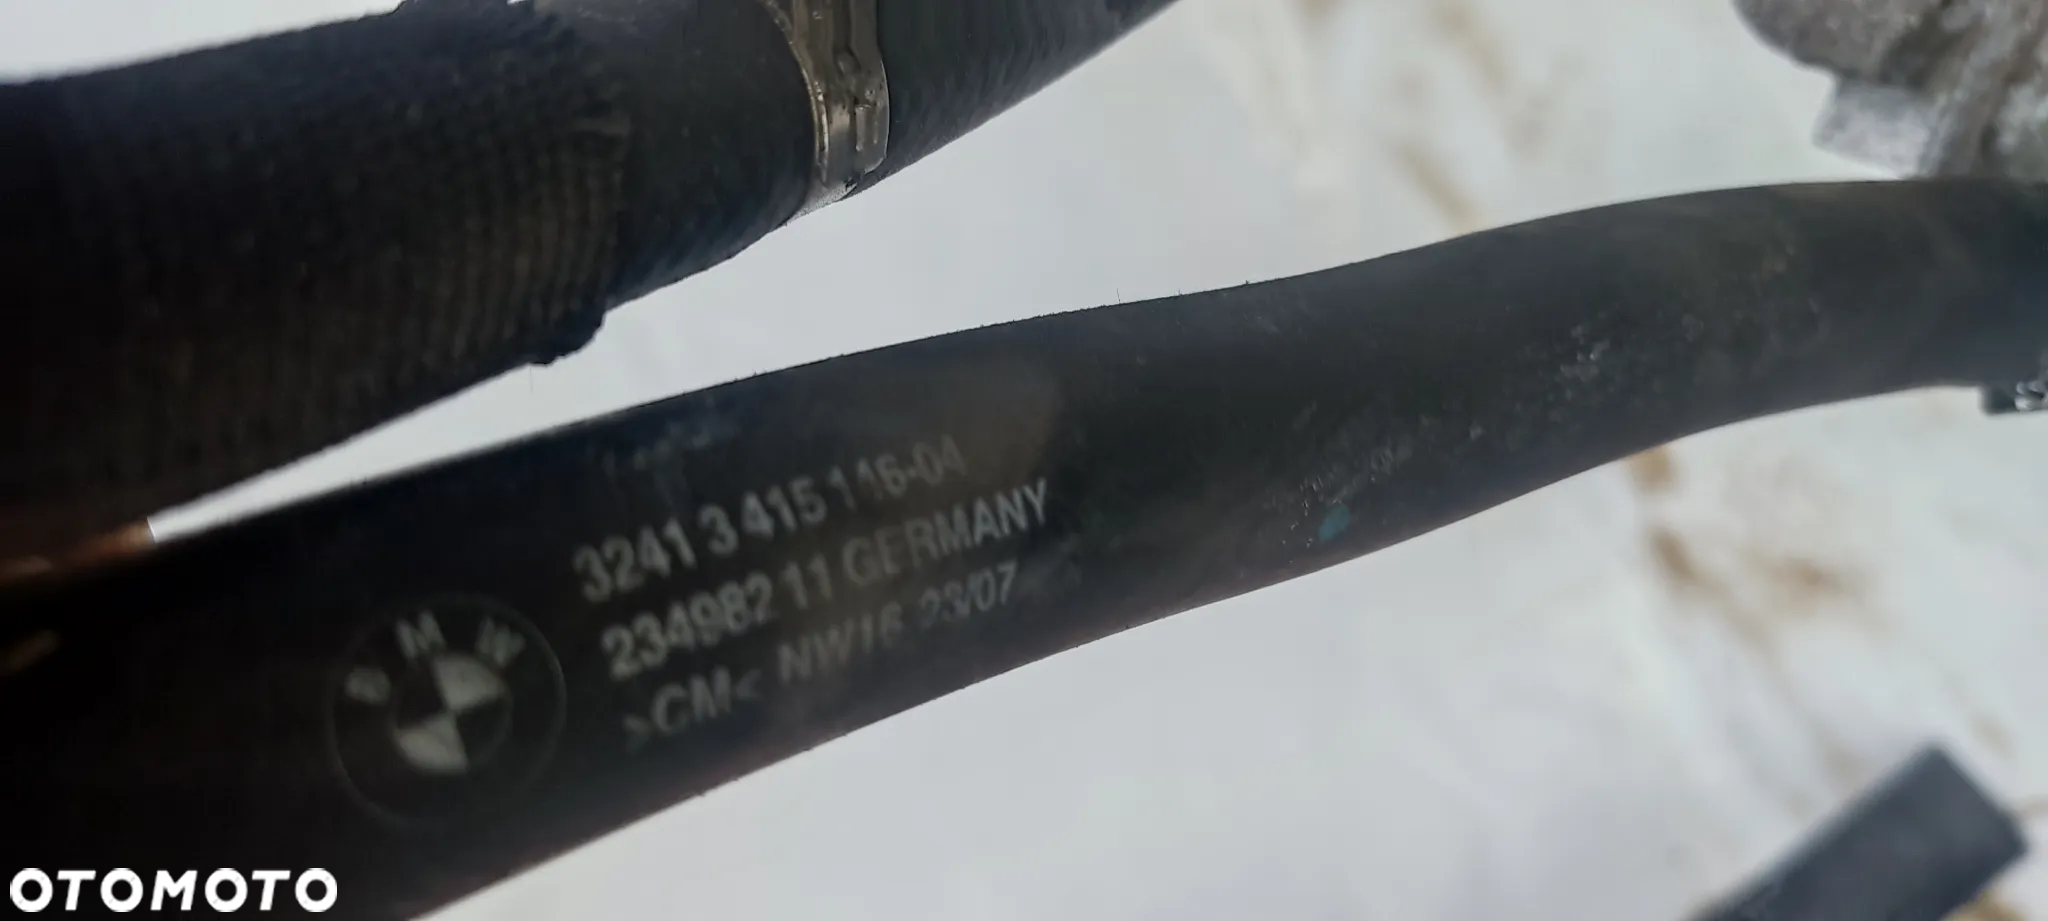 3241 3 415 116-04
234982 11 GERMANY
>CM< NW16 23/07
BMW
OTOMOTO